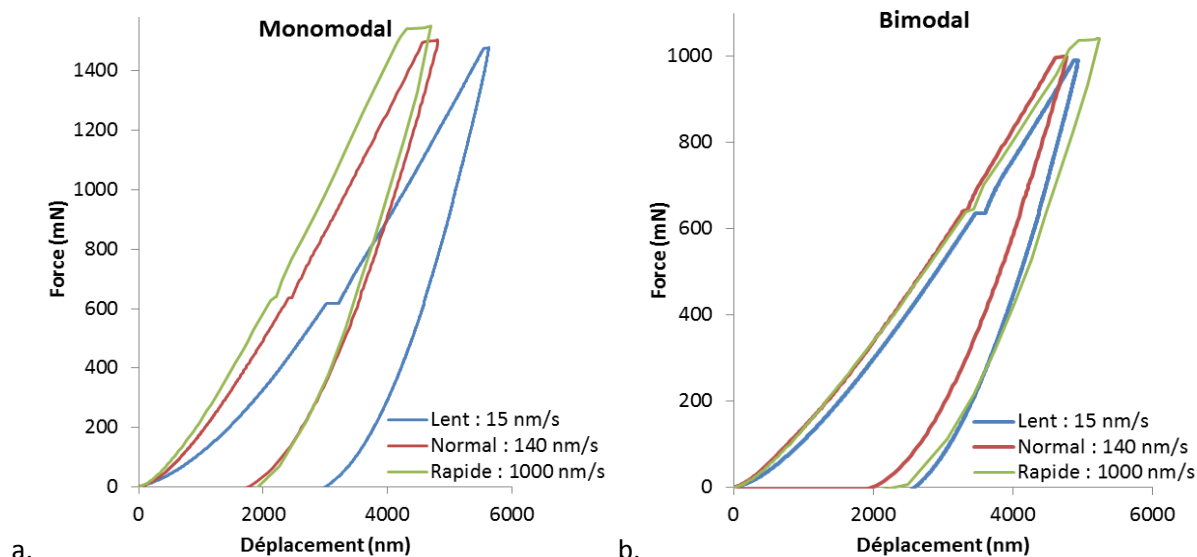 Monomodal
Force (mN)
1400
1200
1000
800
600
400
200
0
Lent : 15 nm/s
Normal : 140 nm/s
Rapide : 1000 nm/s
0 2000 4000 6000
Déplacement (nm)
a.
Bimodal
Force (mN)
1000
800
600
400
200
0
Lent : 15 nm/s
Normal : 140 nm/s
Rapide : 1000 nm/s
0 2000 4000 6000
Déplacement (nm)
b.